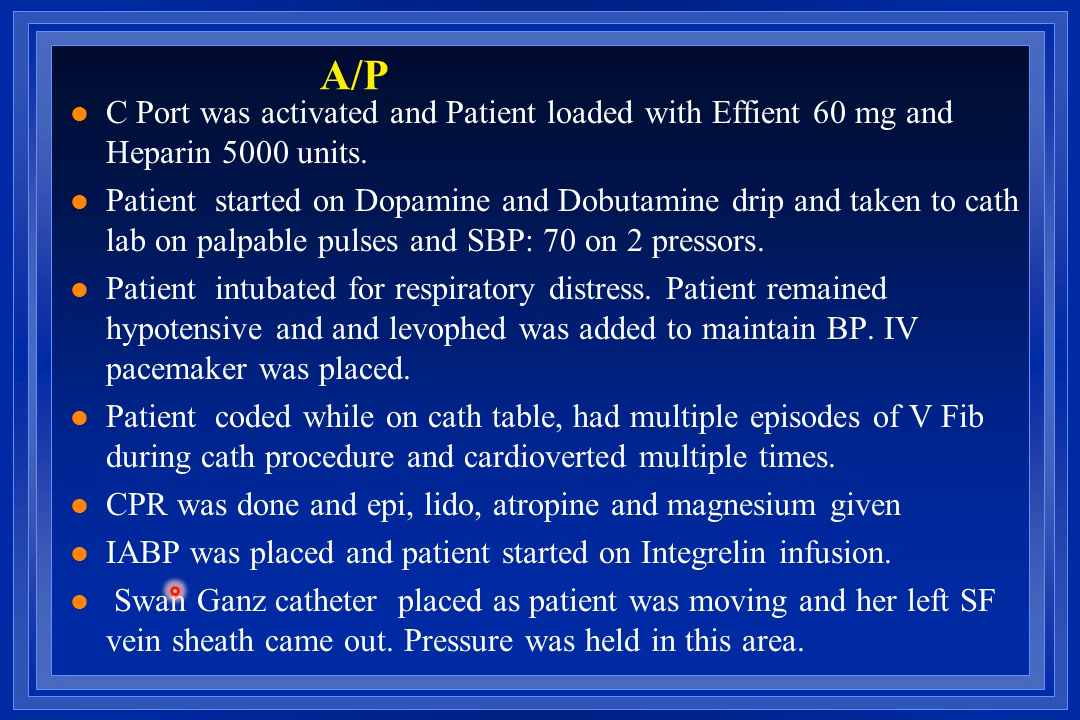 A/P
C Port was activated and Patient loaded with Effient 60 mg and
Heparin 5000 units.
Patient started on Dopamine and Dobutamine drip and taken to cath
lab on palpable pulses and SBP: 70 on 2 pressors.
Patient intubated for respiratory distress. Patient remained
hypotensive and and levophed was added to maintain BP. IV
pacemaker was placed.
Patient coded while on cath table, had multiple episodes of V Fib
during cath procedure and cardioverted multiple times.
CPR was done and epi, lido, atropine and magnesium given
IABP was placed and patient started on Integrelin infusion.
Swan Ganz catheter placed as patient was moving and her left SF
vein sheath came out. Pressure was held in this area.